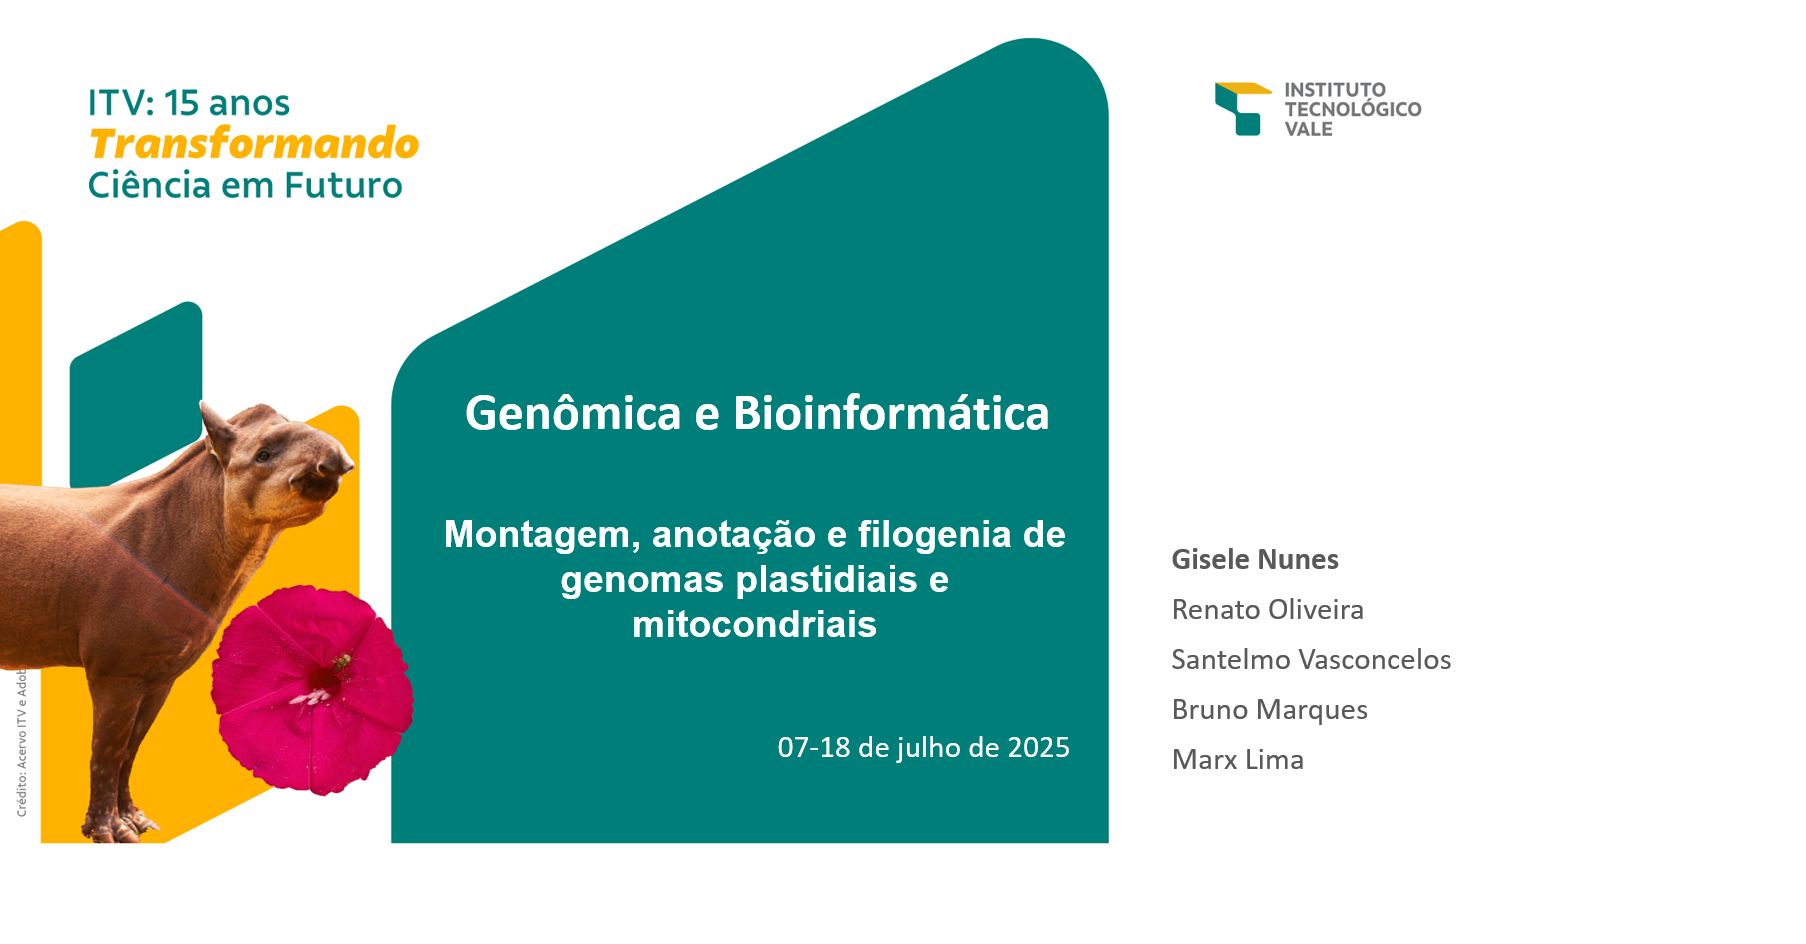 ITV: 15 anos
Transformando
Ciência em Futuro
INSTITUTO
TECNOLÓGICO
VALE
Genômica e Bioinformática
Montagem, anotação e filogenia de
genomas plastidiais e
mitocondriais
07-18 de julho de 2025
Gisele Nunes
Renato Oliveira
Santelmo Vasconcelos
Bruno Marques
Marx Lima
Crédito: Acervo ITV e